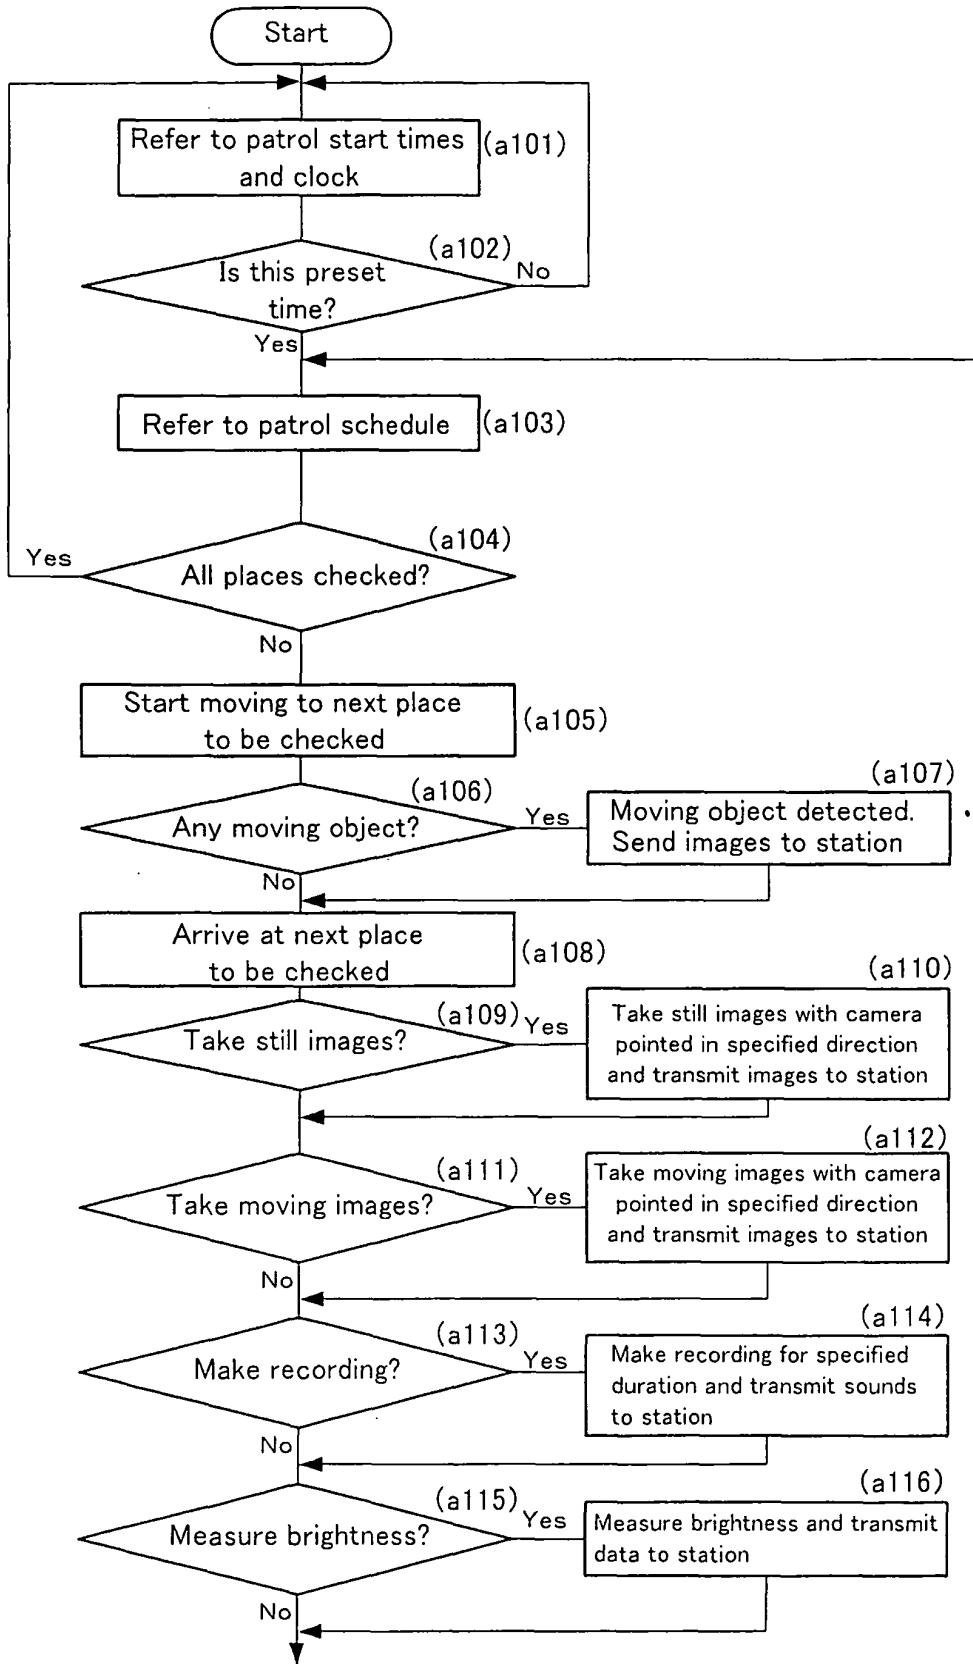 Start
Refer to patrol start times
and clock
(a101)
(a102)
Is this preset
time?
No
Yes
Refer to patrol schedule
(a103)
(a104)
Yes
All places checked?
No
Start moving to next place
to be checked
(a105)
(a106)
Any moving object?
Yes
(a107)
Moving object detected.
Send images to station
No
Arrive at next place
to be checked
(a108)
(a109)
Take still images?
Yes
(a110)
Take still images with camera
pointed in specified direction
and transmit images to station
(a111)
Take moving images?
Yes
(a112)
Take moving images with camera
pointed in specified direction
and transmit images to station
No
(a113)
Make recording?
Yes
(a114)
Make recording for specified
duration and transmit sounds
to station
No
(a115)
Measure brightness?
Yes
(a116)
Measure brightness and transmit
data to station
No